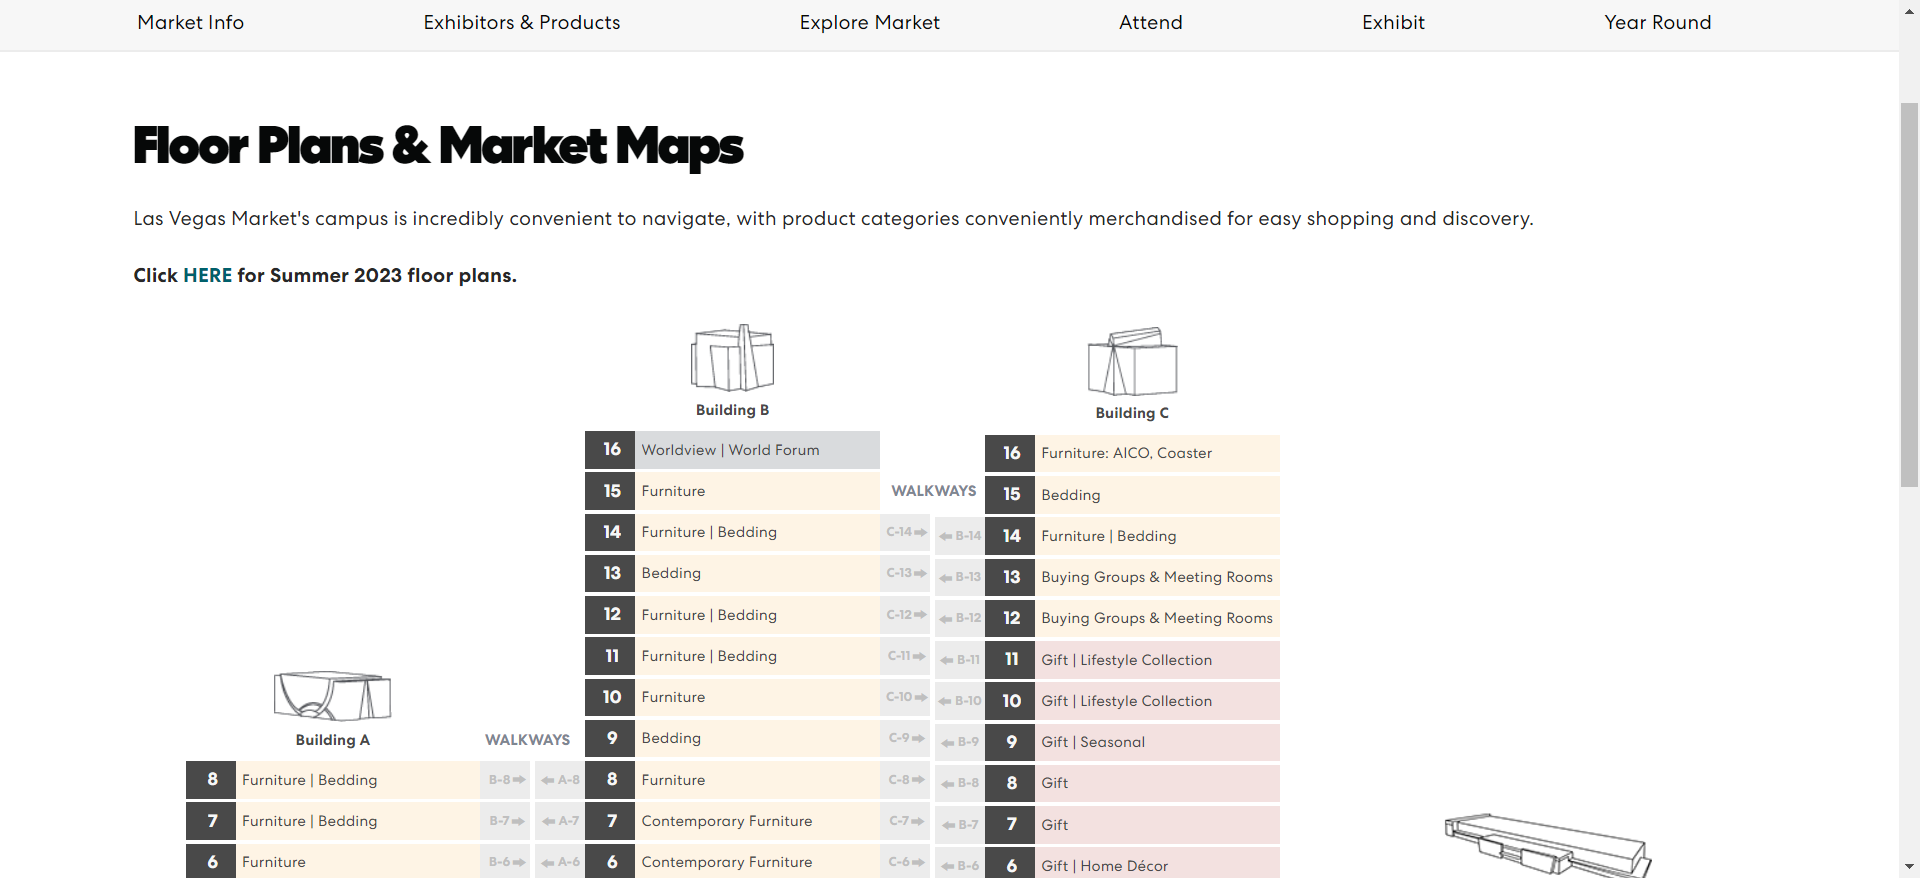 Market Info Exhibitors & Products Explore Market Attend Exhibit Year Round
Floor Plans & Market Maps
Las Vegas Market's campus is incredibly convenient to navigate, with product categories conveniently merchandised for easy shopping and discovery.
Click HERE for Summer 2023 floor plans.
Building B
Building C
16 Worldview | World Forum
16 Furniture: AICO, Coaster
15 Furniture WALKWAYS
15 Bedding
14 Furniture | Bedding C-14
B-14 14 Furniture | Bedding
13 Bedding C-13
B-13 13 Buying Groups & Meeting Rooms
12 Furniture | Bedding C-12
B-12 12 Buying Groups & Meeting Rooms
11 Furniture | Bedding C-11
B-11 11 Gift | Lifestyle Collection
10 Furniture C-10
B-10 10 Gift | Lifestyle Collection
Building A WALKWAYS
9 Bedding C-9
B-9 9 Gift | Seasonal
8 Furniture | Bedding B-8 A-8 8 Furniture C-8
B-8 8 Gift
7 Furniture | Bedding B-7 A-7 7 Contemporary Furniture C-7
B-7 7 Gift
6 Furniture B-6 A-6 6 Contemporary Furniture C-6
B-6 6 Gift | Home Décor